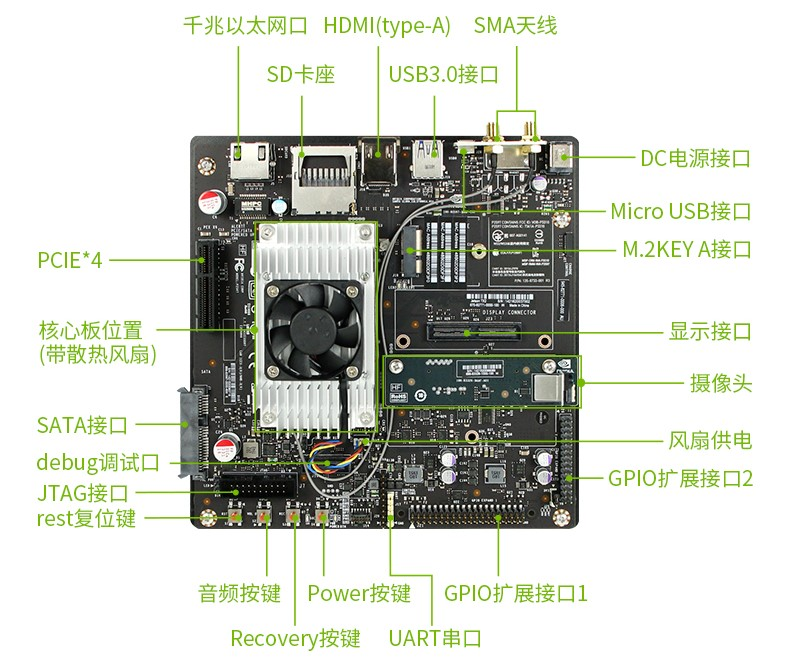 千兆以太网口 HDMI(type-A) SMA天线
SD卡座 USB3.0接口
DC电源接口
Micro USB接口
M.2KEY A接口
PCIE*4
DISPLAY CONNECTOR
显示接口
核心板位置
(带散热风扇)
摄像头
SATA接口
风扇供电
debug调试口
GPIO扩展接口2
JTAG接口
rest复位键
音频按键 Power按键 GPIO扩展接口1
Recovery按键 UART串口